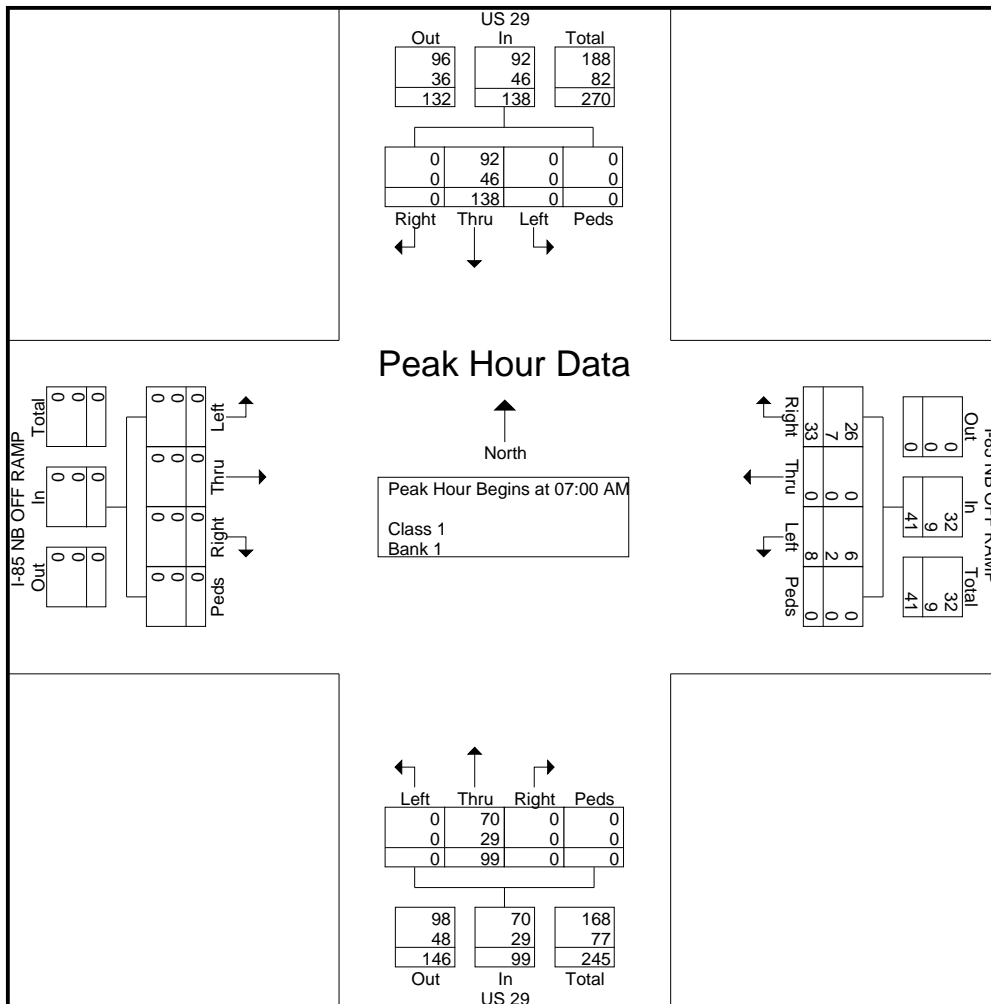 US 29
Out In Total
96 92 188
36 46 82
132 138 270
0 92 0 0
0 46 0 0
0 138 0 0
Right Thru Left Peds
Peak Hour Data
North
Peak Hour Begins at 07:00 AM
Class 1
Bank 1
I-85 NB OFF RAMP
Out In Total
0 0 0
0 0 0
0 0 0
Left Thru Right Peds
0 0 0 0
0 0 0 0
0 0 0 0
I-85 NB OFF RAMP
Out In Total
0 32 32
0 9 9
0 41 41
26 0 6 0
7 0 2 0
33 0 8 0
Right Thru Left Peds
Left Thru Right Peds
0 70 0 0
0 29 0 0
0 99 0 0
98 70 168
48 29 77
146 99 245
Out In Total
US 29